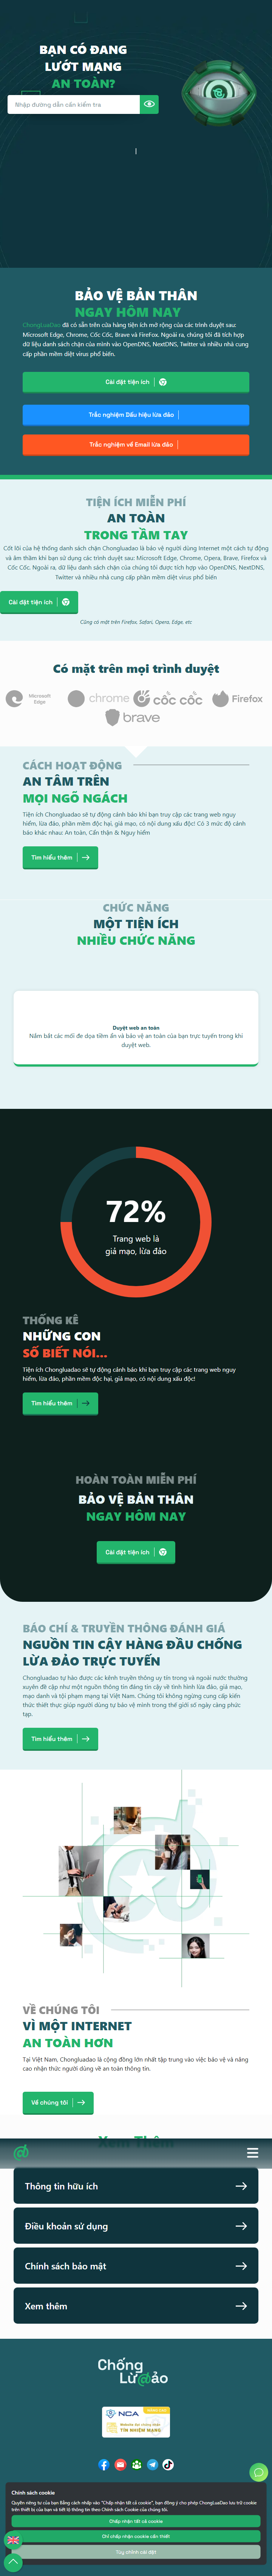 BẠN CÓ ĐANG
LƯỚT MẠNG
AN TOÀN?
Nhập đường dẫn cần kiểm tra
BẢO VỆ BẢN THÂN
NGAY HÔM NAY
ChongLuaDao đã có sẵn trên cửa hàng tiện ích mở rộng của các trình duyệt sau:
Microsoft Edge, Chrome, Cốc Cốc, Brave và FireFox. Ngoài ra, chúng tôi đã tích hợp
dữ liệu danh sách chặn của mình vào OpenDNS, NextDNS, Twitter và nhiều nhà cung
cấp phần mềm diệt virus phổ biến.
Cài đặt tiện ích
Trắc nghiệm Dấu hiệu lừa đảo
Trắc nghiệm về Email lừa đảo
TIỆN ÍCH MIỄN PHÍ
AN TOÀN
TRONG TẦM TAY
Cốt lõi của hệ thống danh sách chặn Chongluadao là bảo vệ người dùng Internet một cách tự động
và âm thầm khi bạn sử dụng các trình duyệt sau: Microsoft Edge, Chrome, Opera, Brave, Firefox và
Cốc Cốc, Ngoài ra, dữ liệu danh sách chặn của chúng tôi được tích hợp vào OpenDNS, NextDNS,
Twitter và nhiều nhà cung cấp phần mềm diệt virus phổ biến
Cài đặt tiện ích
Cũng có mặt trên Firefox, Safari, Opera, Edge, etc
Có mặt trên mọi trình duyệt
Microsoft
Edge
chrome
CỐC CỐC
Firefox
brave
CÁCH HOẠT ĐỘNG
AN TÂM TRÊN
MỌI NGÕ NGÁCH
Tiện ích Chongluadao sẽ tự động cảnh báo khi bạn truy cập các trang web nguy
hiểm, lừa đảo, phần mềm độc hại, giả mạo, có nội dung xấu độc! Có 3 mức độ cảnh
báo khác nhau: An toàn, Cẩn thận & Nguy hiểm
Tìm hiểu thêm
CHỨC NĂNG
MỘT TIỆN ÍCH
NHIỀU CHỨC NĂNG
Duyệt web an toàn
Nắm bắt các mối đe dọa tiềm ẩn và bảo vệ an toàn của bạn trực tuyến trong khi
duyệt web.
72%
Trang web là
giả mạo, lừa đảo
THỐNG KÊ
NHỮNG CON
SỐ BIẾT NÓI...
Tiện ích Chongluadao sẽ tự động cảnh báo khi bạn truy cập các trang web nguy
hiểm, lừa đảo, phần mềm độc hại, giả mạo, có nội dung xấu độc!
Tìm hiểu thêm
HOÀN TOÀN MIỄN PHÍ
BẢO VỆ BẢN THÂN
NGAY HÔM NAY
Cài đặt tiện ích
BÁO CHÍ & TRUYỀN THÔNG ĐÁNH GIÁ
NGUỒN TIN CẬY HÀNG ĐẦU CHỐNG
LỪA ĐẢO TRỰC TUYẾN
Chongluadao tự hào được các kênh truyền thông uy tín trong và ngoài nước thường
xuyên đề cập như một nguồn thông tin đáng tin cậy về tình hình lừa đảo, giả mạo,
mạo danh và tội phạm mạng tại Việt Nam. Chúng tôi không ngừng cung cấp kiến
thức thiết thực giúp người dùng tự bảo vệ mình trong thế giới số ngày càng phức
tạp.
Tìm hiểu thêm
VỀ CHÚNG TÔI
VÌ MỘT INTERNET
AN TOÀN HƠN
Tại Việt Nam, Chongluadao là cộng đồng lớn nhất tập trung vào việc bảo vệ và nâng
cao nhận thức người dùng về an toàn thông tin.
Về chúng tôi
Xem Thêm
Thông tin hữu ích
Điều khoản sử dụng
Chính sách bảo mật
Xem thêm
Chống
Lừ@đảo
NCA
Website đáp ứng chuẩn
TÍN NHIỆM MẠNG
Chính sách cookie
Quyền riêng tư của bạn Bằng cách nhấp vào "Chấp nhận tất cả cookie", bạn đồng ý cho phép ChongLuaDao lưu trữ cookie
trên thiết bị của bạn và tiết lộ thông tin theo Chính sách Cookie của chúng tôi.
Chấp nhận tất cả cookie
Chỉ chấp nhận cookie cần thiết
Tùy chỉnh cài đặt